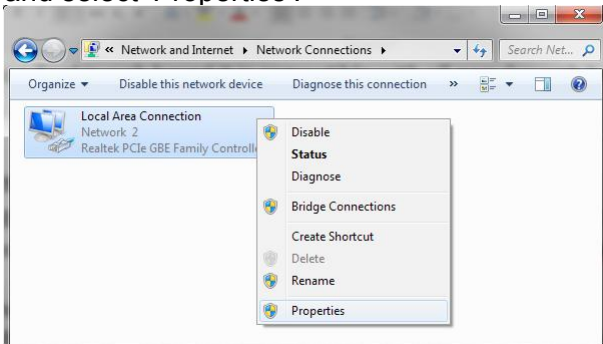 and select 'Properties'.
« Network and Internet ▸ Network Connections ▸
Search Net...
Organize ▾ Disable this network device Diagnose this connection »
Local Area Connection
Network 2
Realtek PCIe GBE Family Controlle
Disable
Status
Diagnose
Bridge Connections
Create Shortcut
Delete
Rename
Properties